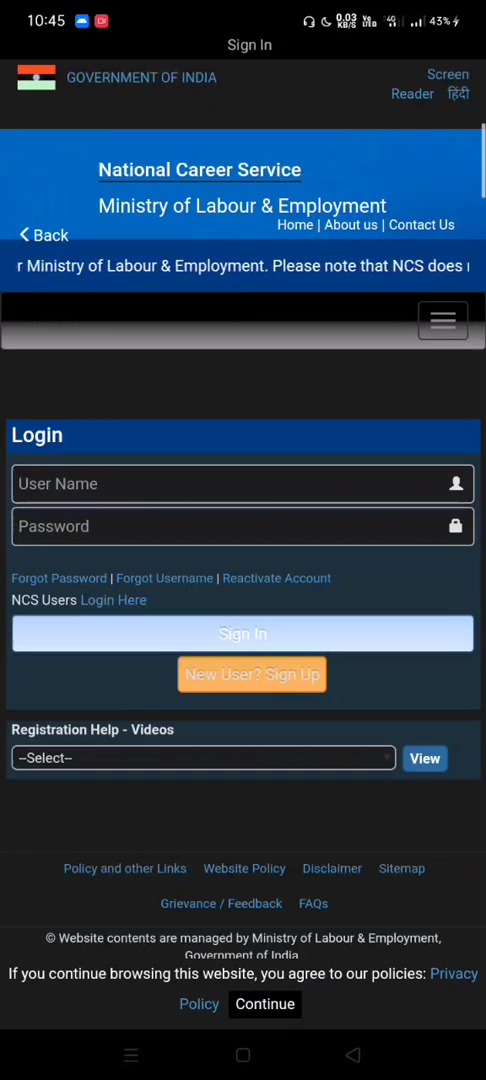 10:45 0.03 KB/S Vo LTE 4G 43%
Sign In
GOVERNMENT OF INDIA
Screen
Reader हिंदी
National Career Service
Ministry of Labour & Employment
Home | About us | Contact Us
Back
r Ministry of Labour & Employment. Please note that NCS does
Login
User Name
Password
Forgot Password | Forgot Username | Reactivate Account
NCS Users Login Here
Sign In
New User? Sign Up
Registration Help - Videos
--Select--
View
Policy and other Links Website Policy Disclaimer Sitemap
Grievance / Feedback FAQs
© Website contents are managed by Ministry of Labour & Employment,
Government of India
If you continue browsing this website, you agree to our policies: Privacy
Policy Continue